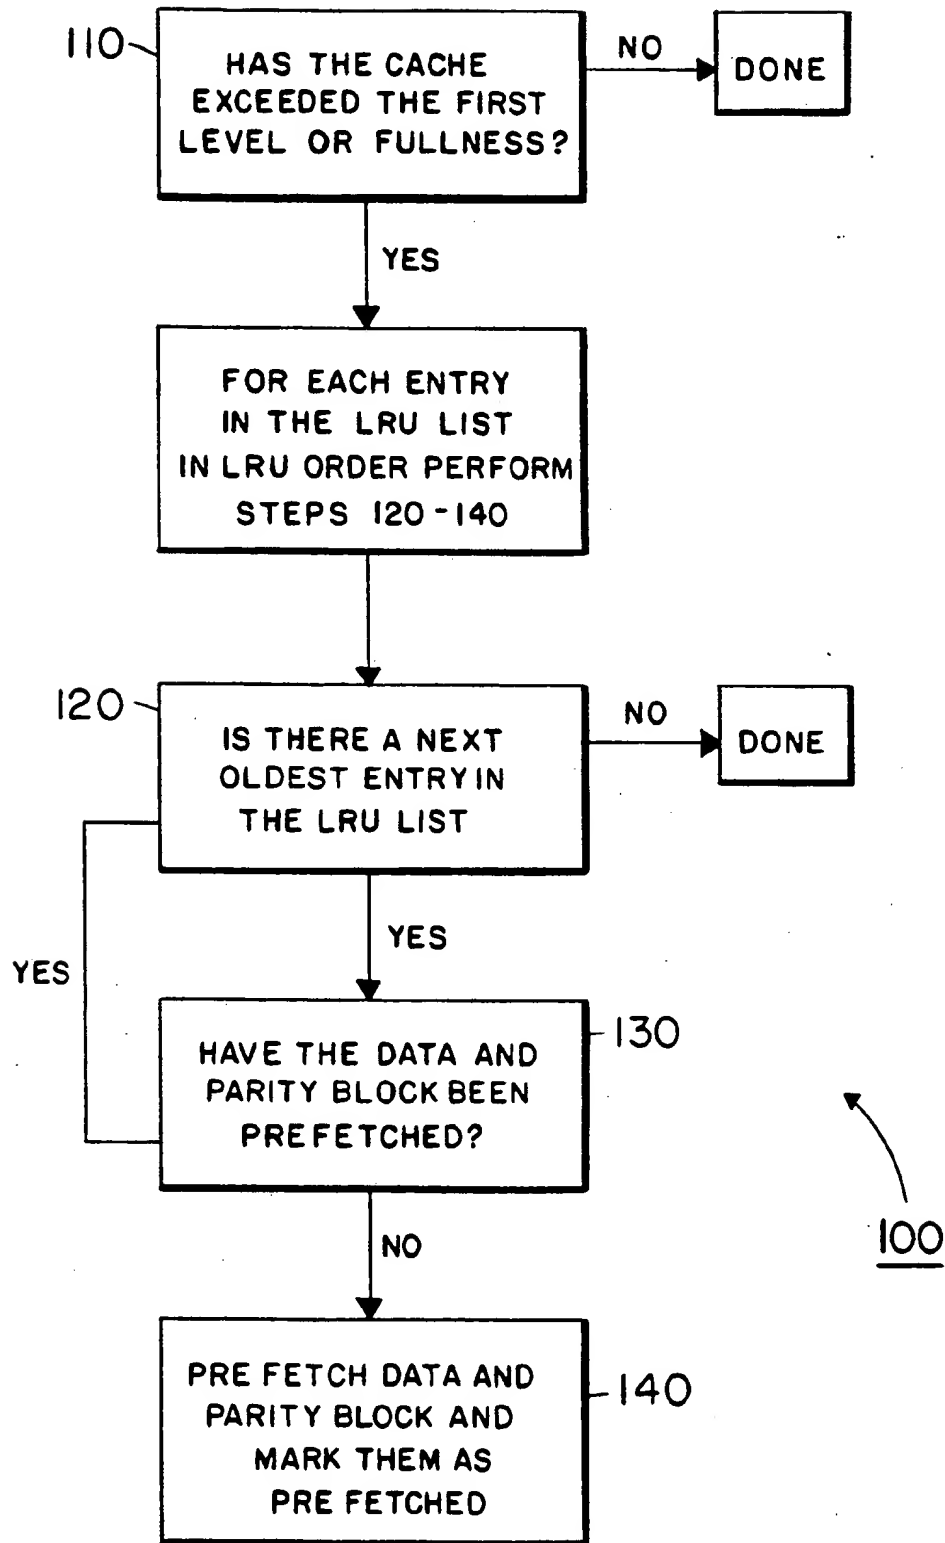 110
HAS THE CACHE
EXCEEDED THE FIRST
LEVEL OR FULLNESS?
NO
DONE
YES
FOR EACH ENTRY
IN THE LRU LIST
IN LRU ORDER PERFORM
STEPS 120-140
120
IS THERE A NEXT
OLDEST ENTRY IN
THE LRU LIST
NO
DONE
YES
YES
130
HAVE THE DATA AND
PARITY BLOCK BEEN
PREFETCHED?
100
NO
PRE FETCH DATA AND
PARITY BLOCK AND
MARK THEM AS
PRE FETCHED
140